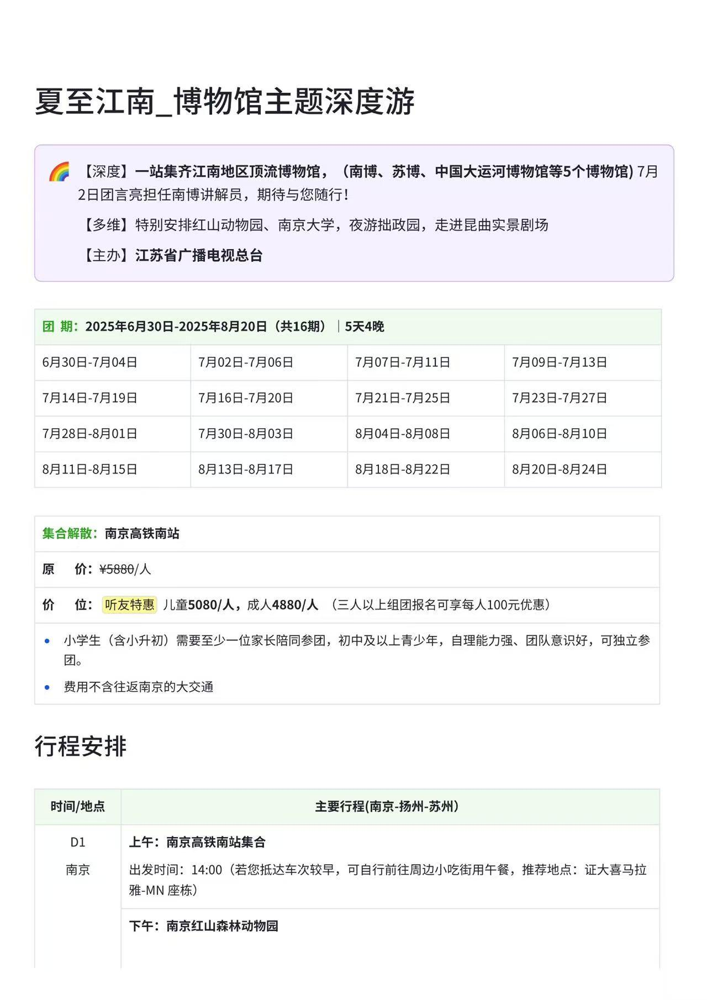 夏至江南_博物馆主题深度游
【深度】一站集齐江南地区顶流博物馆，（南博、苏博、中国大运河博物馆等5个博物馆) 7月
2日团言亮担任南博讲解员，期待与您随行！
【多维】特别安排红山动物园、南京大学，夜游拙政园，走进昆曲实景剧场
【主办】江苏省广播电视总台
团 期：2025年6月30日-2025年8月20日（共16期）｜5天4晚
6月30日-7月04日 7月02日-7月06日 7月07日-7月11日 7月09日-7月13日
7月14日-7月19日 7月16日-7月20日 7月21日-7月25日 7月23日-7月27日
7月28日-8月01日 7月30日-8月03日 8月04日-8月08日 8月06日-8月10日
8月11日-8月15日 8月13日-8月17日 8月18日-8月22日 8月20日-8月24日
集合解散：南京高铁南站
原 价：¥5880/人
价 位： 听友特惠 儿童5080/人，成人4880/人 （三人以上组团报名可享每人100元优惠）
• 小学生（含小升初）需要至少一位家长陪同参团，初中及以上青少年，自理能力强、团队意识好，可独立参
团。
• 费用不含往返南京的大交通
行程安排
时间/地点 主要行程(南京-扬州-苏州）
D1 上午：南京高铁南站集合
南京 出发时间：14:00（若您抵达车次较早，可自行前往周边小吃街用午餐，推荐地点：证大喜马拉
雅-MN 座栋）
下午：南京红山森林动物园